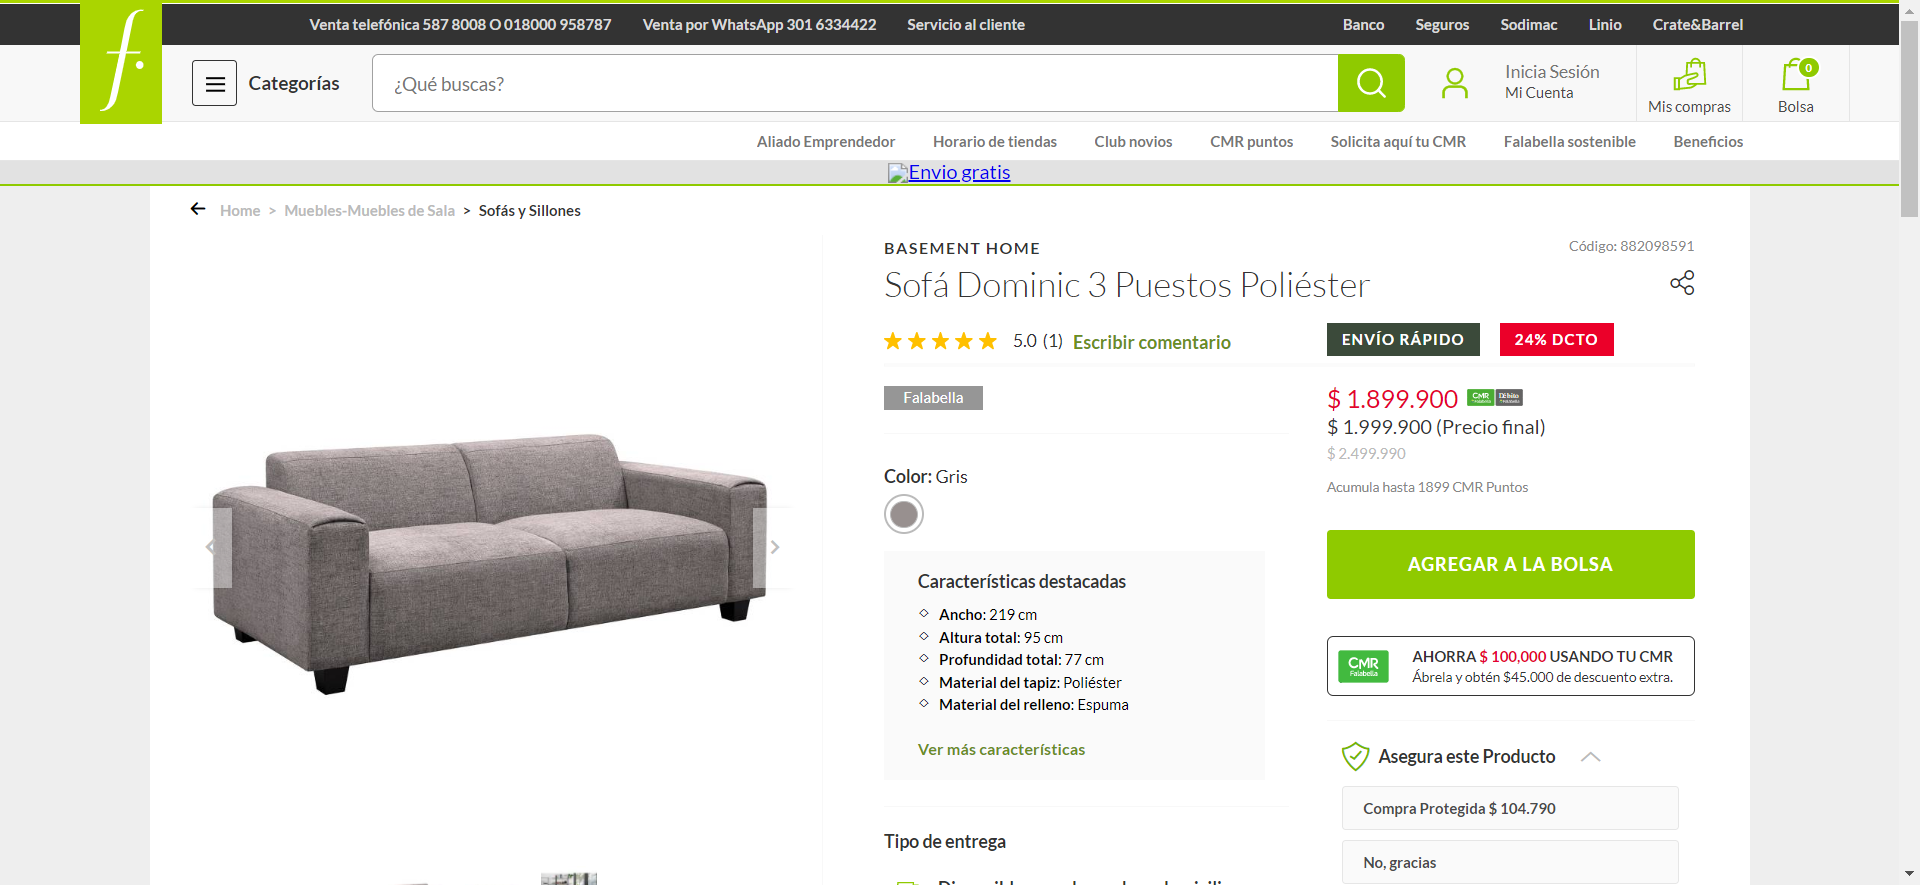 Venta telefónica 587 8008 O 018000 958787
Venta por WhatsApp 301 6334422
Servicio al cliente
Banco
Seguros
Sodimac
Linio
Crate&Barrel
f.
Categorías
¿Qué buscas?
Inicia Sesión
Mi Cuenta
Mis compras
0
Bolsa
Aliado Emprendedor
Horario de tiendas
Club novios
CMR puntos
Solicita aquí tu CMR
Falabella sostenible
Beneficios
Envio gratis
Home > Muebles-Muebles de Sala > Sofás y Sillones
BASEMENT HOME
Código: 882098591
Sofá Dominic 3 Puestos Poliéster
5.0 (1) Escribir comentario
ENVÍO RÁPIDO
24% DCTO
Falabella
$ 1.899.900
CMR
Débito
$ 1.999.900 (Precio final)
$ 2.499.990
Acumula hasta 1899 CMR Puntos
Color: Gris
AGREGAR A LA BOLSA
Características destacadas
Ancho: 219 cm
Altura total: 95 cm
Profundidad total: 77 cm
Material del tapiz: Poliéster
Material del relleno: Espuma
Ver más características
CMR
Falabella
AHORRA $ 100,000 USANDO TU CMR
Ábrela y obtén $45.000 de descuento extra.
Asegura este Producto
Compra Protegida $ 104.790
No, gracias
Tipo de entrega